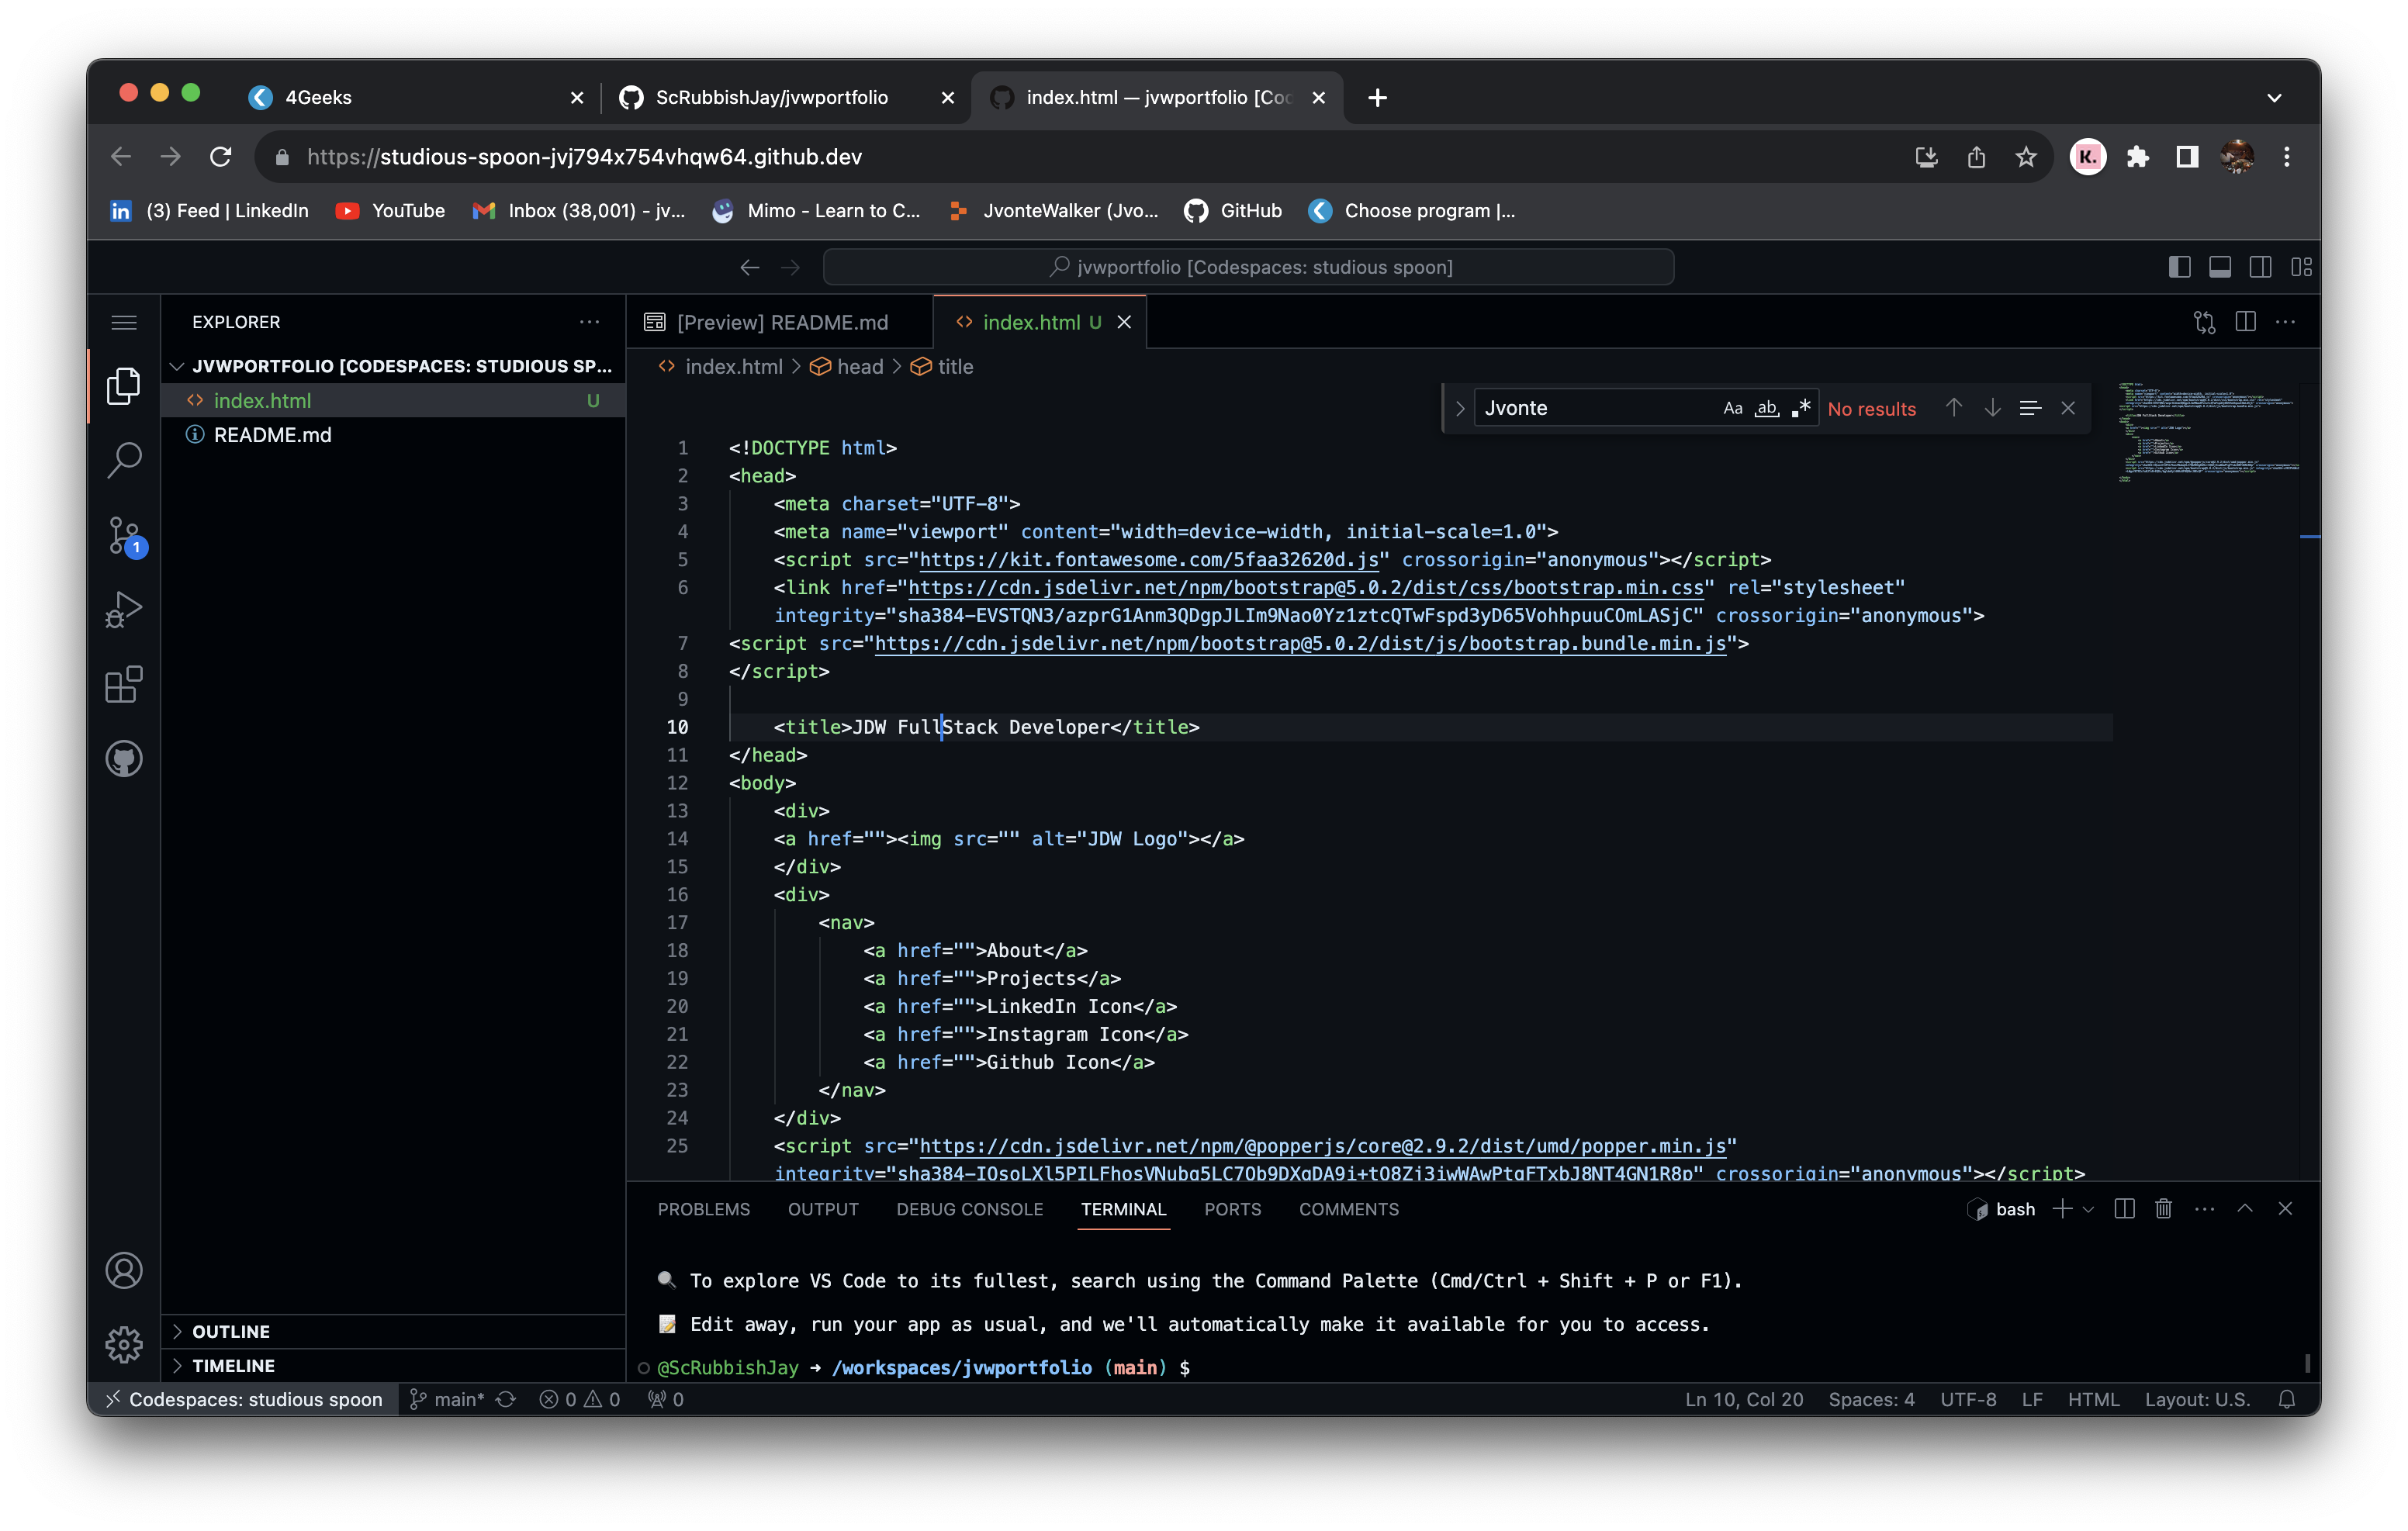 4Geeks
ScRubbishJay/jvwportfolio
index.html — jvwportfolio [Coc
https://studious-spoon-jvj794x754vhqw64.github.dev
K.
(3) Feed | LinkedIn
YouTube
Inbox (38,001) - jv...
Mimo - Learn to C...
JvonteWalker (Jvo...
GitHub
Choose program |...
jvwportfolio [Codespaces: studious spoon]
EXPLORER
JVWPORTFOLIO [CODESPACES: STUDIOUS SP...
index.html U
README.md
1
OUTLINE
TIMELINE
[Preview] README.md
index.html U
index.html > head > title
Jvonte
Aa ab .* No results
1 <!DOCTYPE html>
2 <head>
3 <meta charset="UTF-8">
4 <meta name="viewport" content="width=device-width, initial-scale=1.0">
5 <script src="https://kit.fontawesome.com/5faa32620d.js" crossorigin="anonymous"></script>
6 <link href="https://cdn.jsdelivr.net/npm/bootstrap@5.0.2/dist/css/bootstrap.min.css" rel="stylesheet"
integrity="sha384-EVSTQN3/azprG1Anm3QDgpJLIm9Nao0Yz1ztcQTwFspd3yD65VohhpuuCOmLASjC" crossorigin="anonymous">
7 <script src="https://cdn.jsdelivr.net/npm/bootstrap@5.0.2/dist/js/bootstrap.bundle.min.js">
8 </script>
9
10 <title>JDW FullStack Developer</title>
11 </head>
12 <body>
13 <div>
14 <a href=""><img src="" alt="JDW Logo"></a>
15 </div>
16 <div>
17 <nav>
18 <a href="">About</a>
19 <a href="">Projects</a>
20 <a href="">LinkedIn Icon</a>
21 <a href="">Instagram Icon</a>
22 <a href="">Github Icon</a>
23 </nav>
24 </div>
25 <script src="https://cdn.jsdelivr.net/npm/@popperjs/core@2.9.2/dist/umd/popper.min.js"
integrity="sha384-IQsoLXl5PILFhosVNubq5LC7Qb9DXgDA9i+tQ8Zj3iwWAwPtgFTxbJ8NT4GN1R8p" crossorigin="anonymous"></script>
PROBLEMS OUTPUT DEBUG CONSOLE TERMINAL PORTS COMMENTS
bash
To explore VS Code to its fullest, search using the Command Palette (Cmd/Ctrl + Shift + P or F1).
Edit away, run your app as usual, and we'll automatically make it available for you to access.
@ScRubbishJay ➜ /workspaces/jvwportfolio (main) $
Codespaces: studious spoon
main*
0 0
0
Ln 10, Col 20
Spaces: 4
UTF-8
LF
HTML
Layout: U.S.